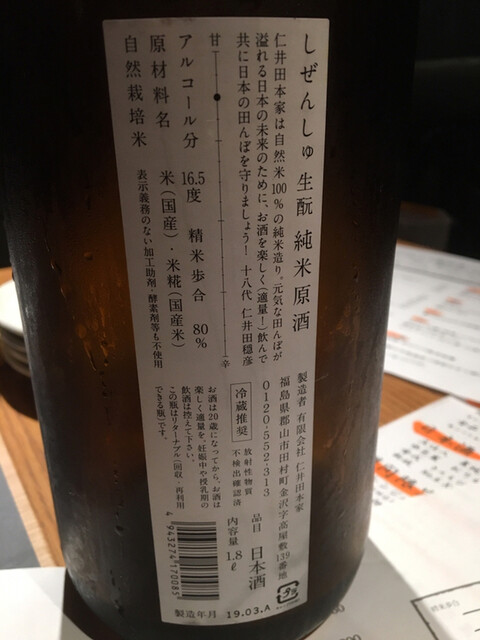 しぜんしゅ 生酛 純米原酒
仁井田本家は自然米100%の純米造り。元気な田んぼが
溢れる日本の未来のために、お酒を楽しく(適量!)飲んで
共に日本の田んぼを守りましょう! 十八代 仁井田穏彦
甘
辛
アルコール分 16.5度 精米歩合 80%
原材料名 米(国産)・米糀(国産米)
自然栽培米 表示義務のない加工助剤・酵素剤等も不使用
製造者 有限会社 仁井田本家
福島県郡山市田村町金沢字高屋敷139番地
0120-552-313
冷蔵推奨
放射性物質
不検出確認済
品目 日本酒
内容量 1.8ℓ
お酒は20歳になってから。お酒は
楽しく適量を。妊娠中や授乳期の
飲酒は控えて下さい。
この瓶はリターナブル(回収・再利用
できる瓶)です。
4943274170085
製造年月 19.03.A